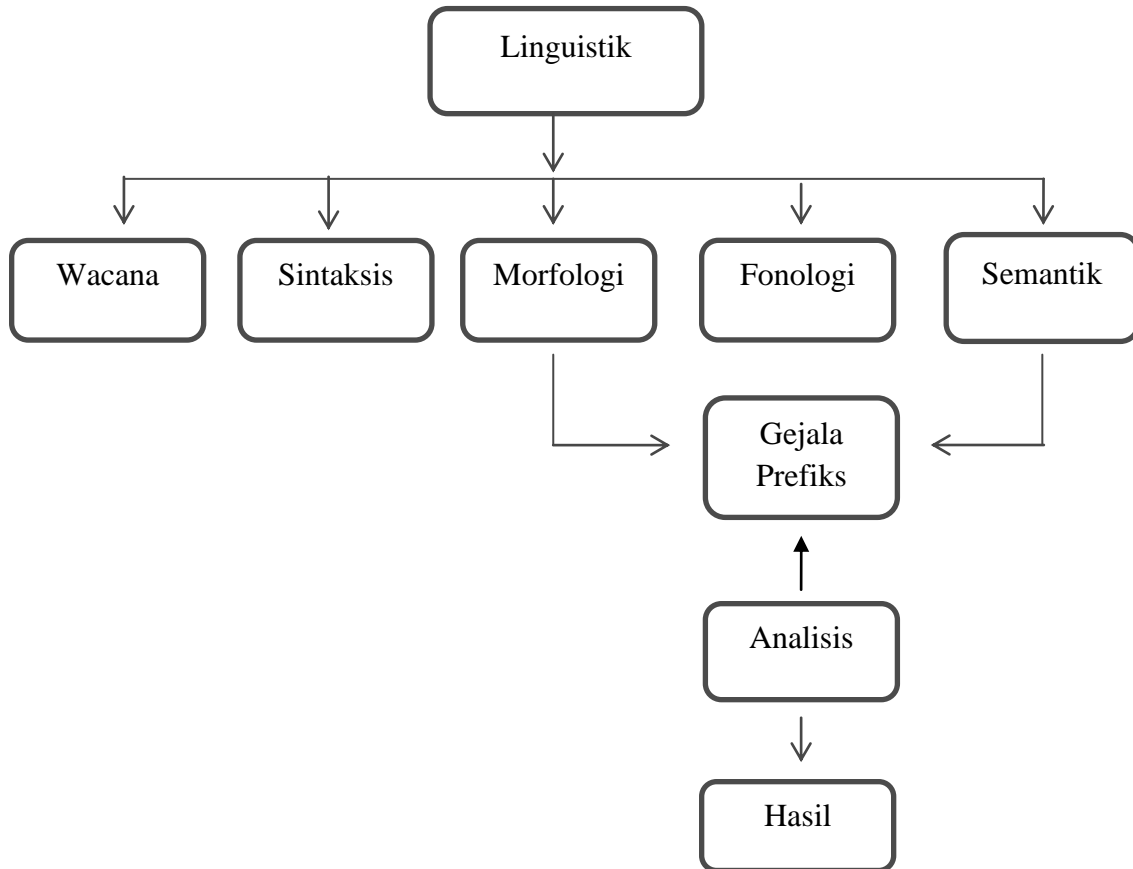 Linguistik
Wacana
Sintaksis
Morfologi
Fonologi
Semantik
Gejala
Prefiks
Analisis
Hasil